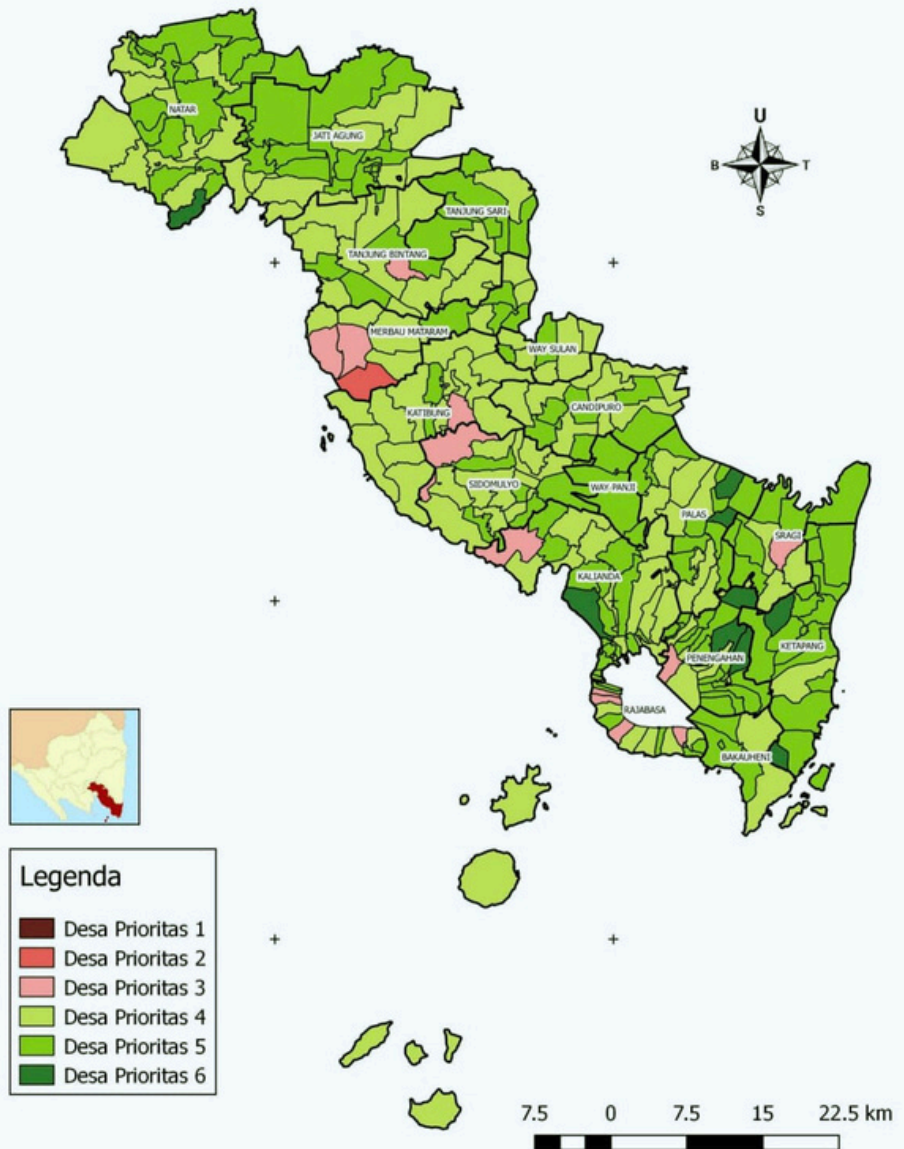 NATAR
JATI AGUNG
U
B
T
S
TANJUNG SARI
TANJUNG BINTANG
MERBAU MATARAM
WAY SULAN
KATIBUNG
CANDIPURO
SIDOMULYO
WAY PANJI
PALAS
SRAGI
KALIANDA
PENENGAHAN
KETAPANG
RAJABASA
BAKAUHENI
Legenda
Desa Prioritas 1
Desa Prioritas 2
Desa Prioritas 3
Desa Prioritas 4
Desa Prioritas 5
Desa Prioritas 6
7.5 0 7.5 15 22.5 km